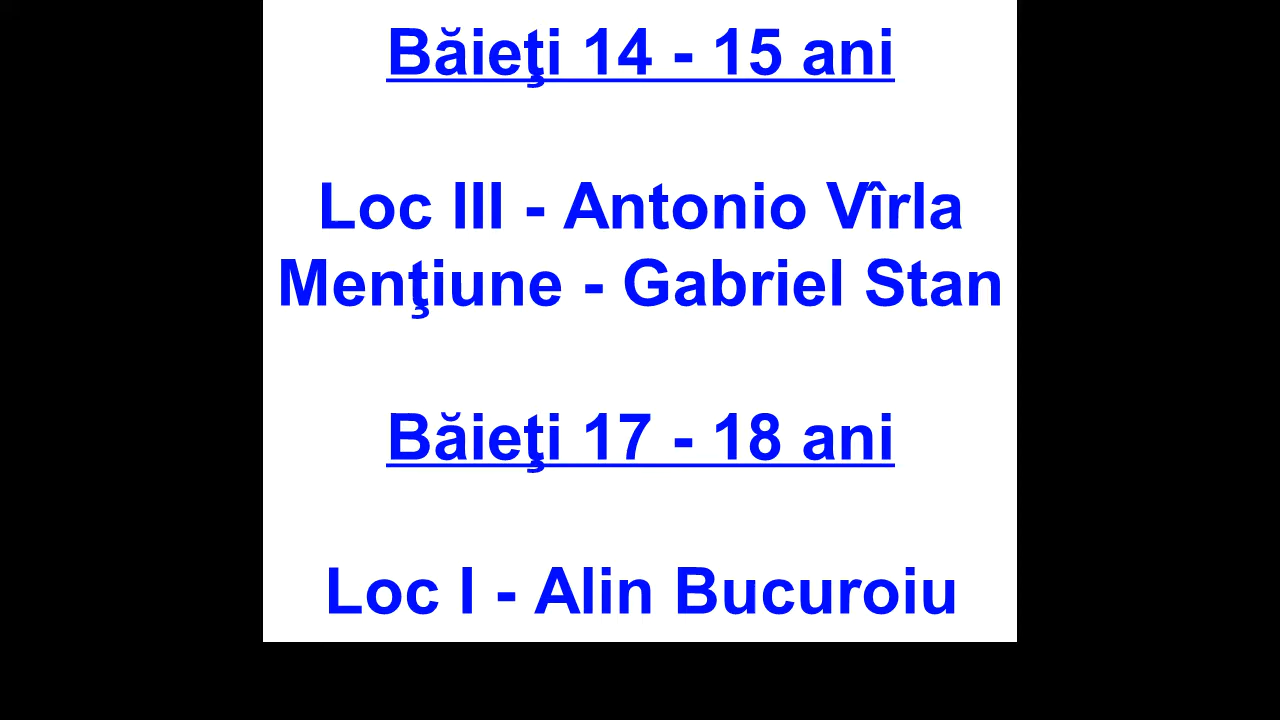 Băieţi 14 - 15 ani
Loc III - Antonio Vîrla
Menţiune - Gabriel Stan
Băieţi 17 - 18 ani
Loc I - Alin Bucuroiu